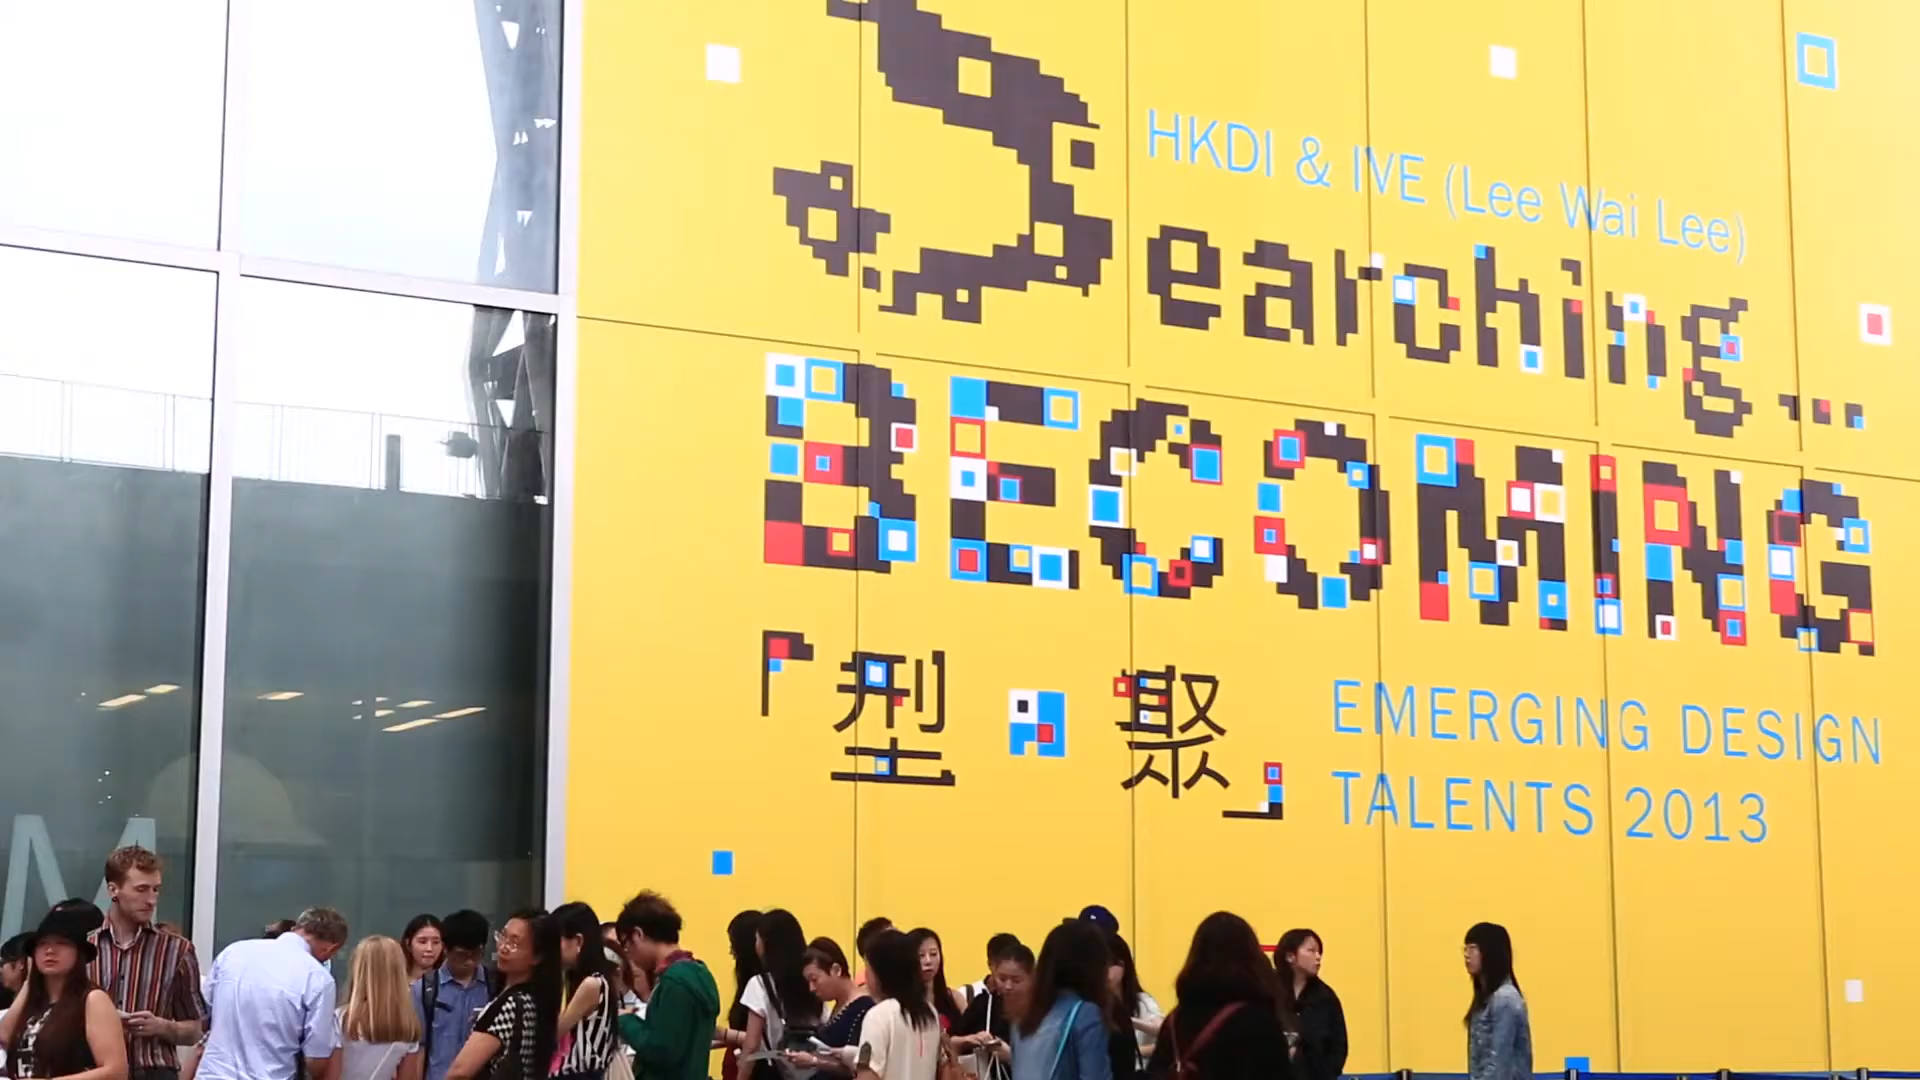 HKDI & IVE (Lee Wai Lee)
Searching...
BECOMING
「型 聚」
EMERGING DESIGN
TALENTS 2013
M